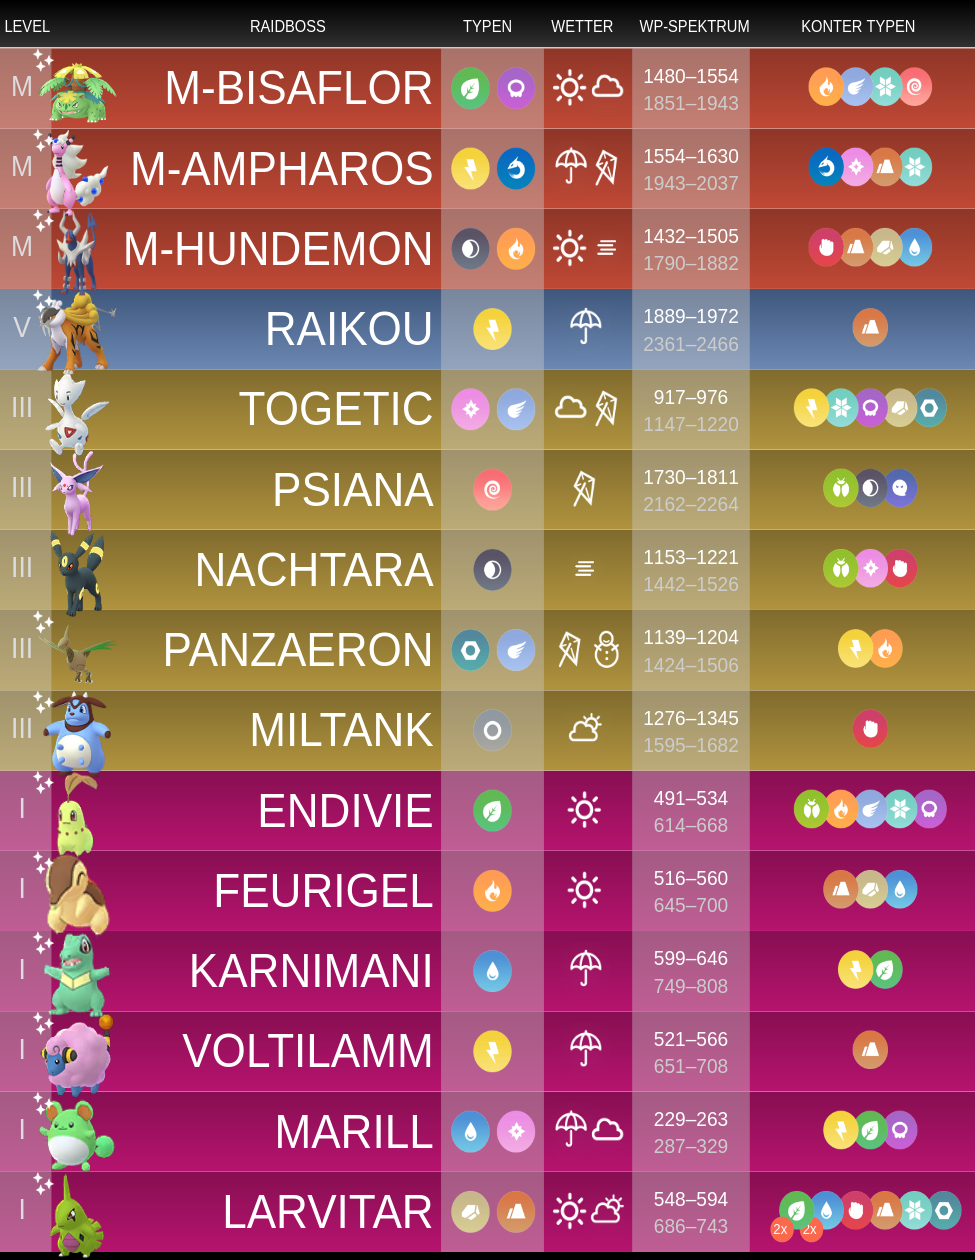 LEVEL RAIDBOSS TYPEN WETTER WP-SPEKTRUM KONTER TYPEN
M M-BISAFLOR 1480–1554
1851–1943
M M-AMPHAROS 1554–1630
1943–2037
M M-HUNDEMON 1432–1505
1790–1882
V RAIKOU 1889–1972
2361–2466
III TOGETIC 917–976
1147–1220
III PSIANA 1730–1811
2162–2264
III NACHTARA 1153–1221
1442–1526
III PANZAERON 1139–1204
1424–1506
III MILTANK 1276–1345
1595–1682
I ENDIVIE 491–534
614–668
I FEURIGEL 516–560
645–700
I KARNIMANI 599–646
749–808
I VOLTILAMM 521–566
651–708
I MARILL 229–263
287–329
I LARVITAR 548–594
686–743 2x 2x